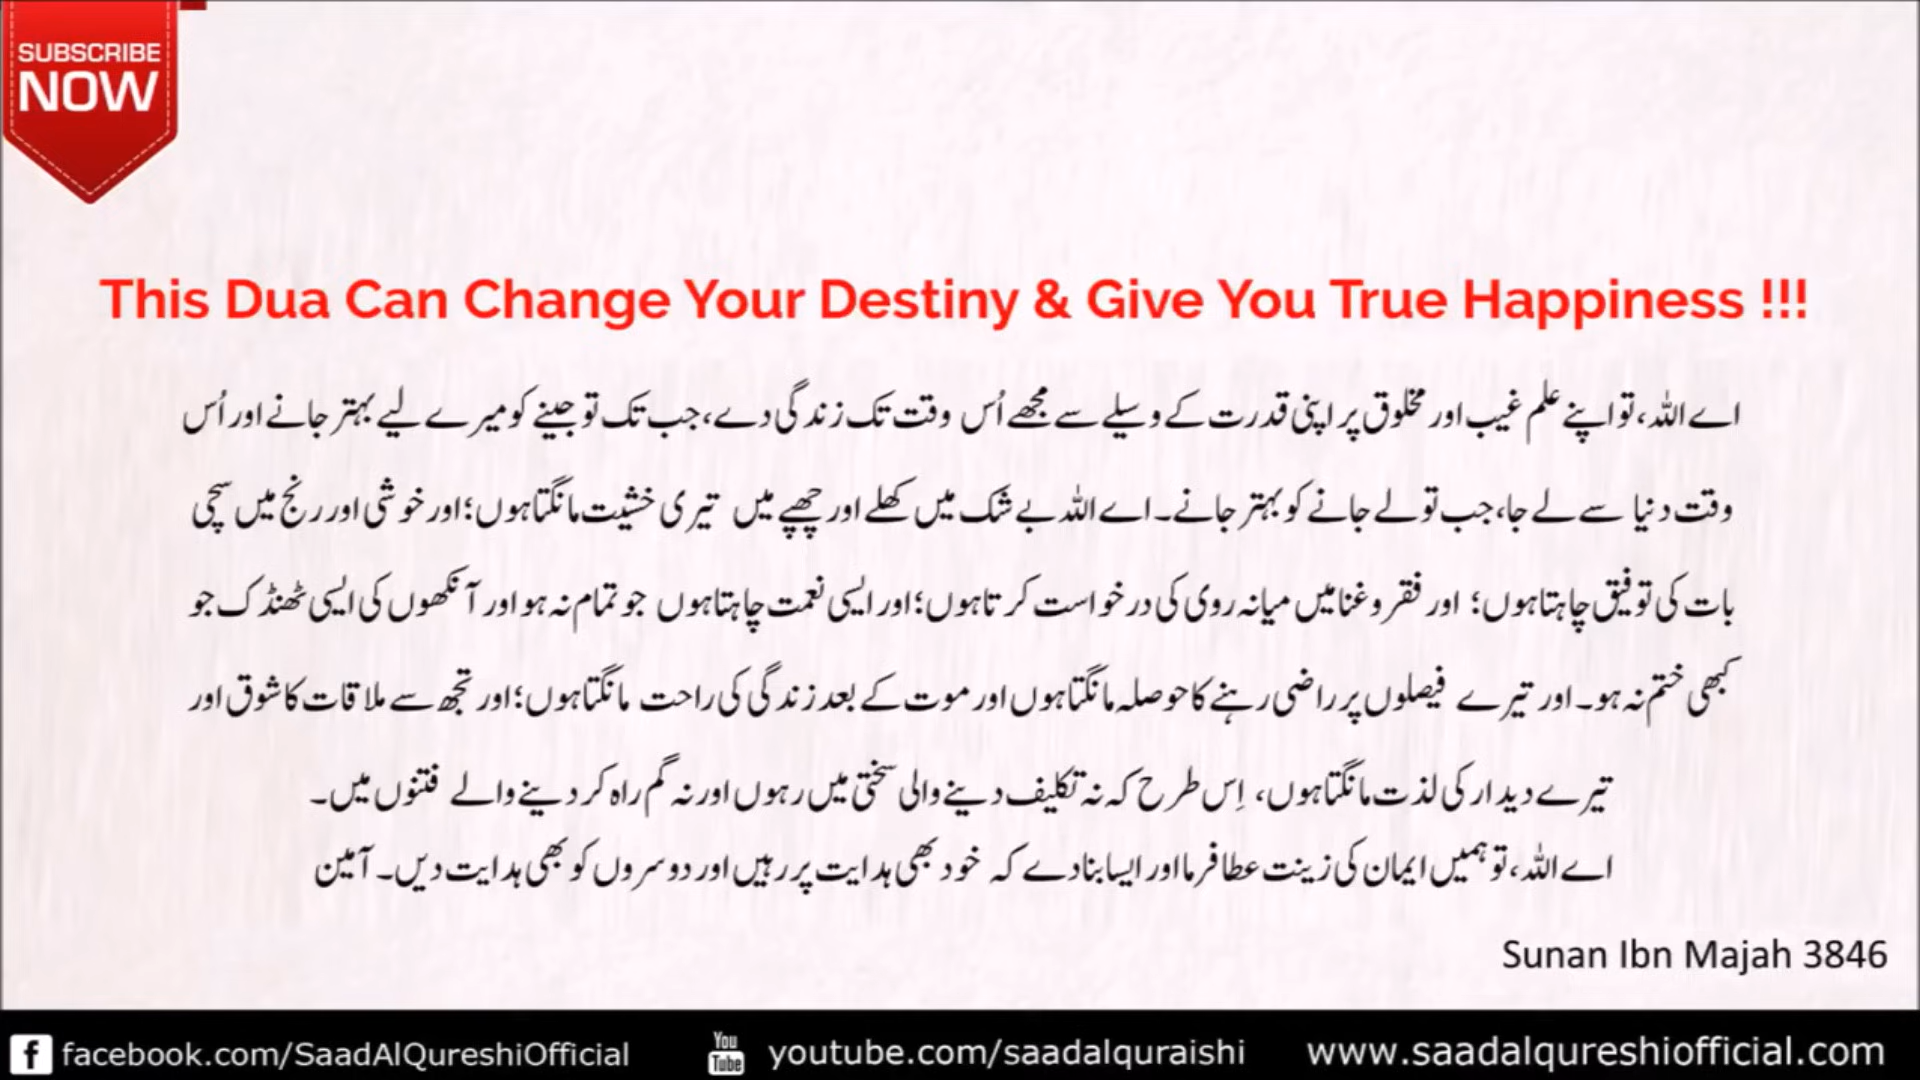 SUBSCRIBE
NOW
This Dua Can Change Your Destiny & Give You True Happiness !!!
اے اللہ، تو اپنے علم غیب اور مخلوق پر اپنی قدرت کے وسیلے سے مجھے اُس وقت تک زندگی دے، جب تک تو جینے کو میرے لیے بہتر جانے اور اُس
وقت دنیا سے لے جا، جب تو لے جانے کو بہتر جانے۔ اے اللہ بے شک میں کھلے اور چھپے میں تیری خشیت مانگتا ہوں؛ اور خوشی اور رنج میں سچی
بات کی توفیق چاہتا ہوں؛ اور فقر و غنا میں میانہ روی کی درخواست کرتا ہوں؛ اور ایسی نعمت چاہتا ہوں جو تمام نہ ہو اور آنکھوں کی ایسی ٹھنڈک جو
کبھی ختم نہ ہو۔ اور تیرے فیصلوں پر راضی رہنے کا حوصلہ مانگتا ہوں اور موت کے بعد زندگی کی راحت مانگتا ہوں؛ اور تجھ سے ملاقات کا شوق اور
تیرے دیدار کی لذت مانگتا ہوں، اِس طرح کہ نہ تکلیف دینے والی سختی میں رہوں اور نہ گم راہ کر دینے والے فتنوں میں۔
اے اللہ، تو ہمیں ایمان کی زینت عطا فرما اور ایسا بنا دے کہ خود بھی ہدایت پر رہیں اور دوسروں کو بھی ہدایت دیں۔ آمین
Sunan Ibn Majah 3846
f facebook.com/SaadAlQureshiOfficial You Tube youtube.com/saadalquraishi www.saadalqureshiofficial.com